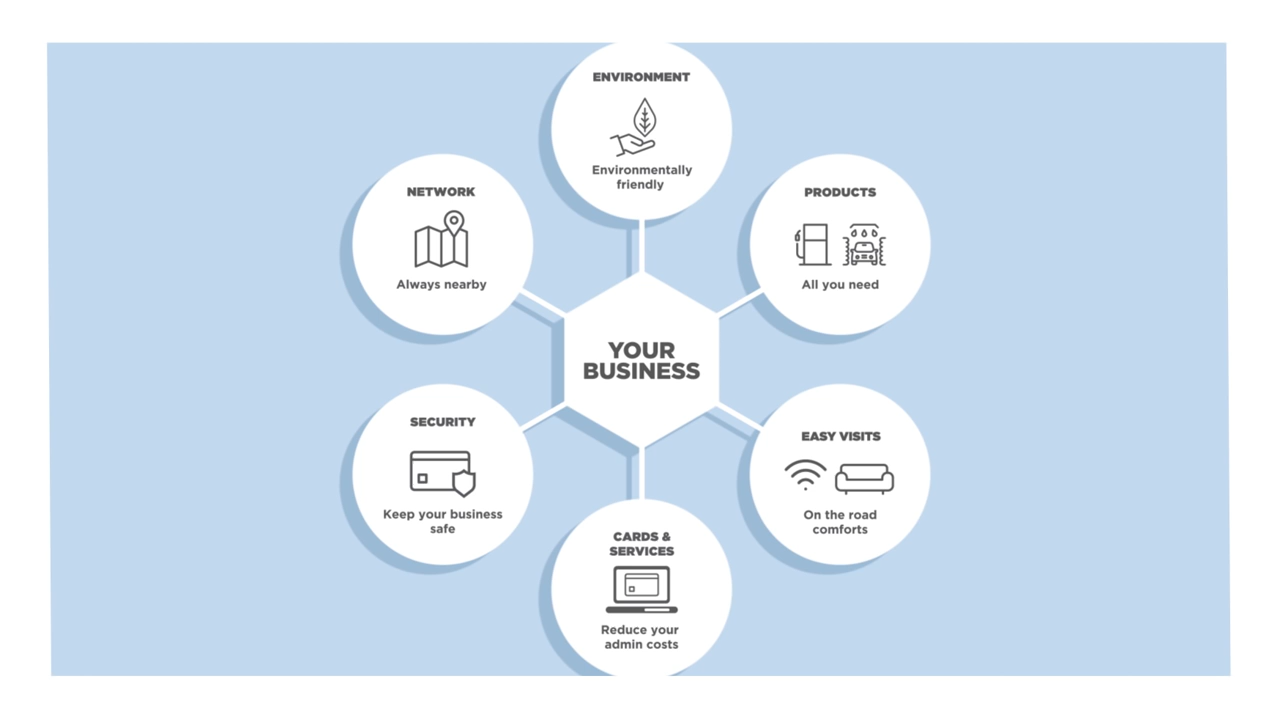 ENVIRONMENT
Environmentally
friendly
NETWORK
Always nearby
PRODUCTS
All you need
YOUR
BUSINESS
SECURITY
Keep your business
safe
EASY VISITS
On the road
comforts
CARDS &
SERVICES
Reduce your
admin costs